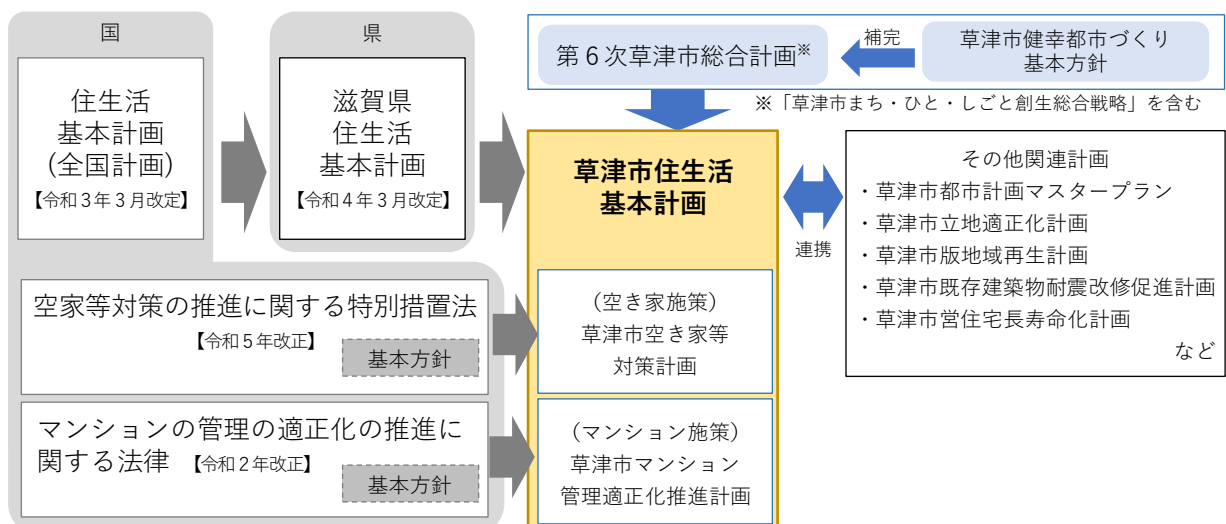 国
住生活
基本計画
(全国計画)
【令和3年3月改定】
県
滋賀県
住生活
基本計画
【令和4年3月改定】
第6次草津市総合計画※
補完
草津市健幸都市づくり
基本方針
※「草津市まち・ひと・しごと創生総合戦略」を含む
草津市住生活
基本計画
連携
その他関連計画
・草津市都市計画マスタープラン
・草津市立地適正化計画
・草津市版地域再生計画
・草津市既存建築物耐震改修促進計画
・草津市営住宅長寿命化計画
など
空家等対策の推進に関する特別措置法
【令和5年改正】
基本方針
(空き家施策)
草津市空き家等
対策計画
マンションの管理の適正化の推進に
関する法律 【令和2年改正】
基本方針
(マンション施策)
草津市マンション
管理適正化推進計画